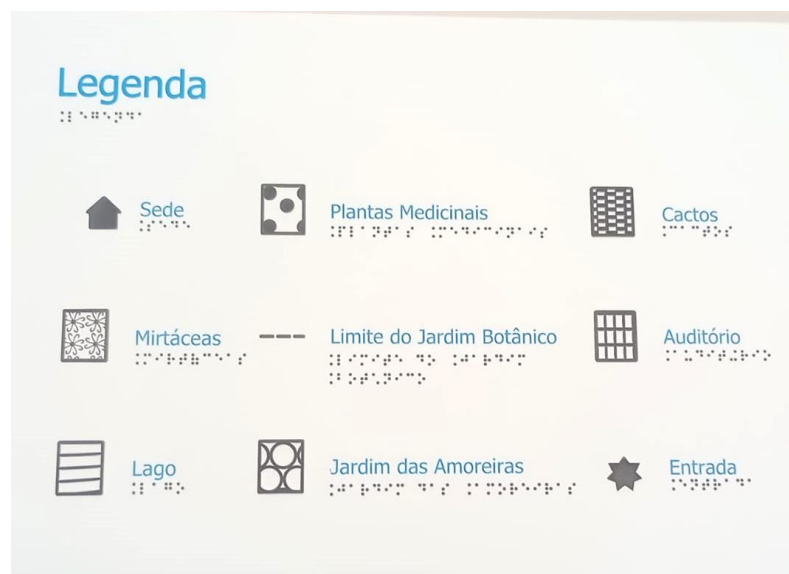 Legenda
⠨⠇⠑⠛⠑⠝⠙⠁
Sede
⠨⠎⠑⠙⠑
Plantas Medicinais
⠨⠏⠇⠁⠝⠞⠁⠎ ⠨⠍⠑⠙⠊⠉⠊⠝⠁⠊⠎
Cactos
⠨⠉⠁⠉⠞⠕⠎
Mirtáceas
⠨⠍⠊⠗⠞⠷⠉⠑⠁⠎
Limite do Jardim Botânico
⠨⠇⠊⠍⠊⠞⠑ ⠙⠕ ⠨⠚⠁⠗⠙⠊⠍
⠨⠃⠕⠞⠡⠝⠊⠉⠕
Auditório
⠨⠁⠥⠙⠊⠞⠬⠗⠊⠕
Lago
⠨⠇⠁⠛⠕
Jardim das Amoreiras
⠨⠚⠁⠗⠙⠊⠍ ⠙⠁⠎ ⠨⠁⠍⠕⠗⠑⠊⠗⠁⠎
Entrada
⠨⠑⠝⠞⠗⠁⠙⠁